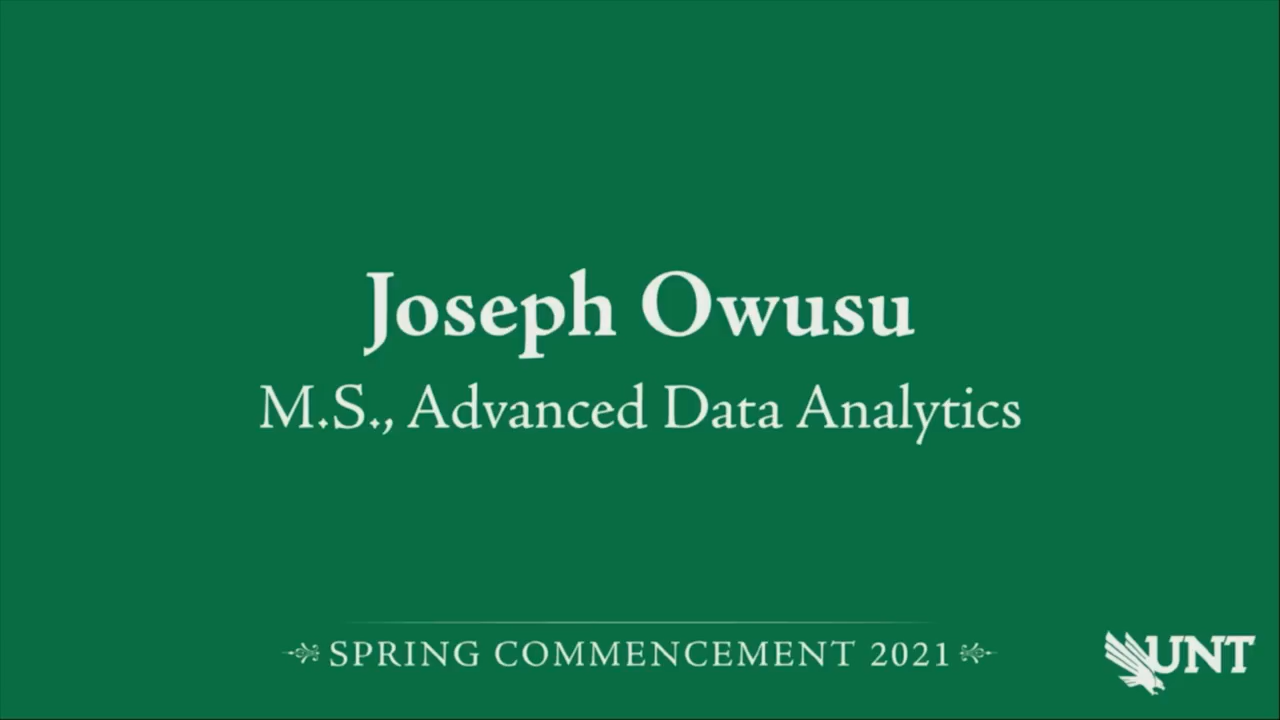 Joseph Owusu
M.S., Advanced Data Analytics
SPRING COMMENCEMENT 2021
UNT